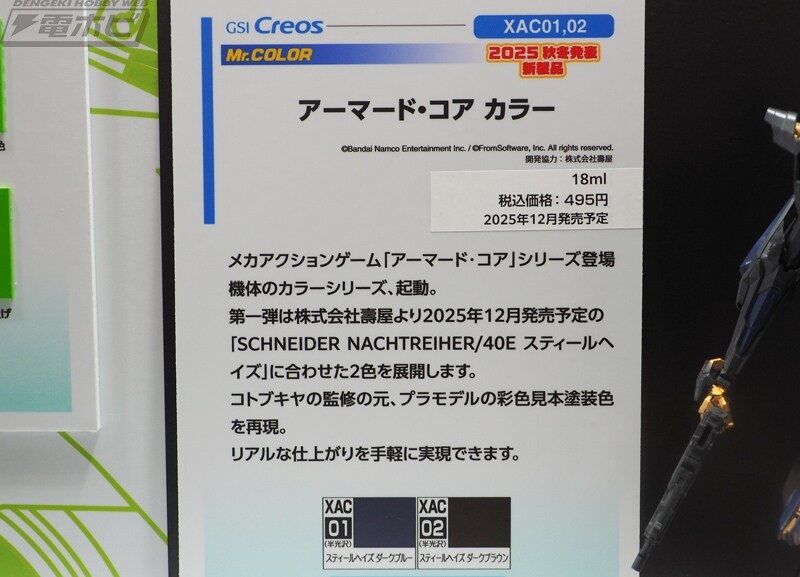 DENGEKI HOBBY WEB
電ホビ
GSI Creos
XAC01,02
Mr.COLOR
2025 秋冬発表
新製品
アーマード・コア カラー
©Bandai Namco Entertainment Inc. / ©FromSoftware, Inc. All rights reserved.
開発協力：株式会社壽屋
18ml
税込価格：495円
2025年12月発売予定
メカアクションゲーム「アーマード・コア」シリーズ登場
機体のカラーシリーズ、起動。
第一弾は株式会社壽屋より2025年12月発売予定の
「SCHNEIDER NACHTREIHER/40E スティールヘ
イズ」に合わせた2色を展開します。
コトブキヤの監修の元、プラモデルの彩色見本塗装色
を再現。
リアルな仕上がりを手軽に実現できます。
XAC
01
(半光沢)
スティールヘイズ ダークブルー
XAC
02
(半光沢)
スティールヘイズ ダークブラウン
色
げ